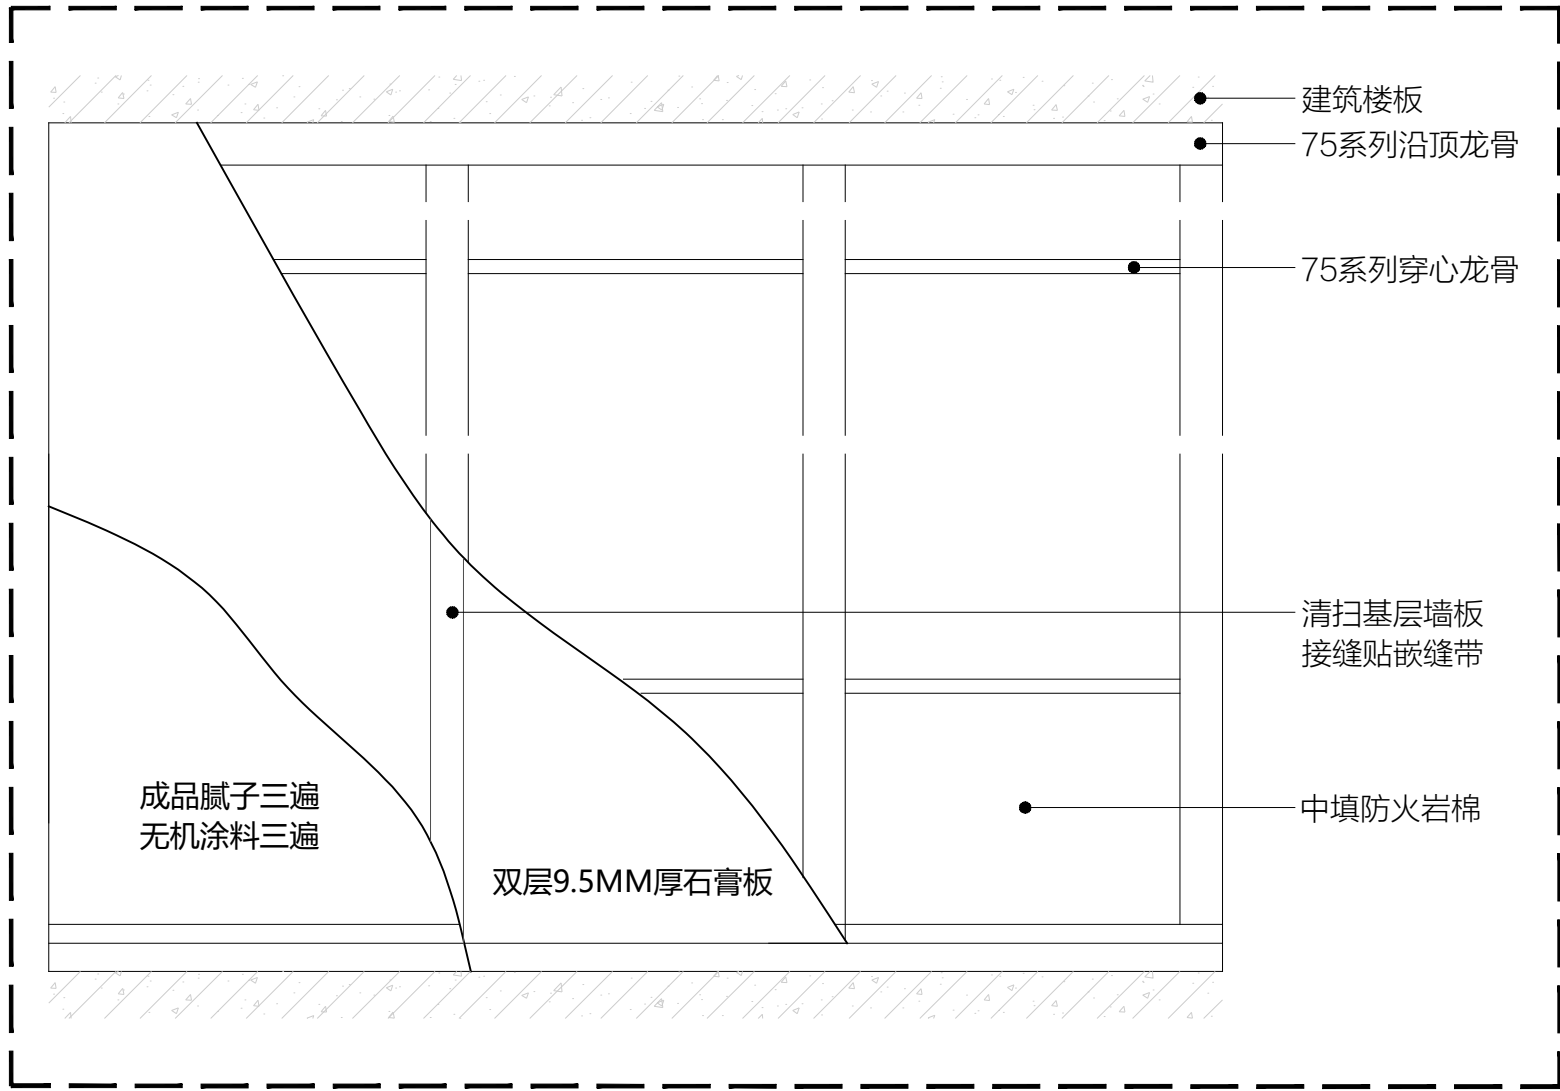 建筑楼板
75系列沿顶龙骨
75系列穿心龙骨
清扫基层墙板
接缝贴嵌缝带
成品腻子三遍
无机涂料三遍
中填防火岩棉
双层9.5MM厚石膏板